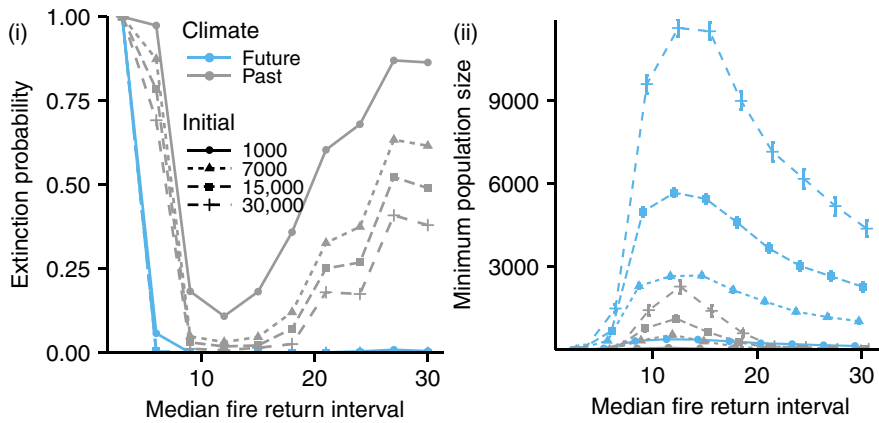 (i)
Extinction probability
1.00
0.75
0.50
0.25
0.00
10
20
30
Median fire return interval
Climate
Future
Past
Initial
1000
7000
15,000
30,000
(ii)
Minimum population size
9000
6000
3000
10
20
30
Median fire return interval